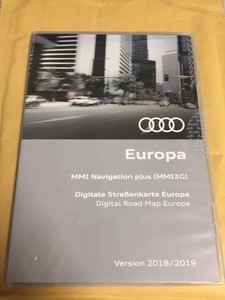 Europa
MMI Navigation plus (MMI3G)
Digitale Straßenkarte Europa
Digital Road Map Europe
Version 2018/2019